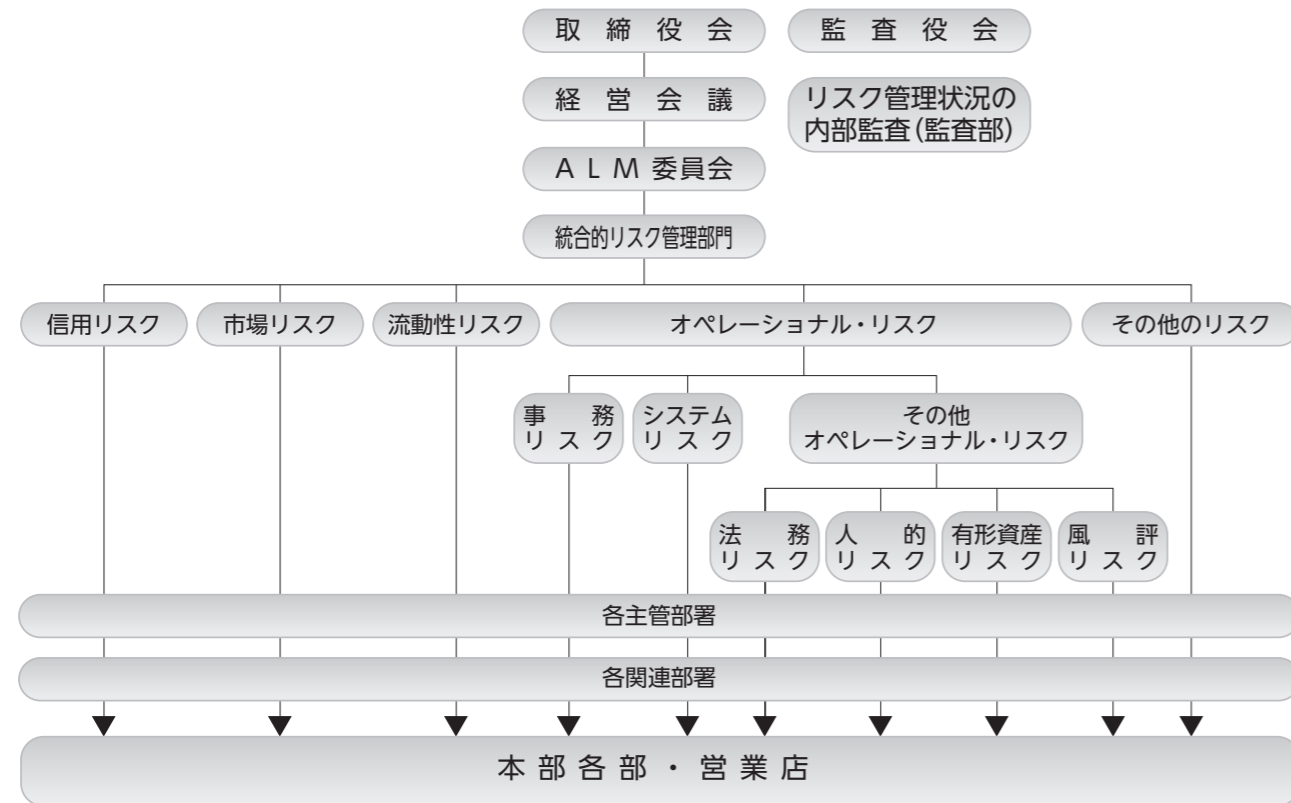 取締役会
監査役会
経営会議
リスク管理状況の
内部監査(監査部)
ALM委員会
統合的リスク管理部門
信用リスク
市場リスク
流動性リスク
オペレーショナル・リスク
その他のリスク
事務
リスク
システム
リスク
その他
オペレーショナル・リスク
法務
リスク
人的
リスク
有形資産
リスク
風評
リスク
各主管部署
各関連部署
本部各部・営業店